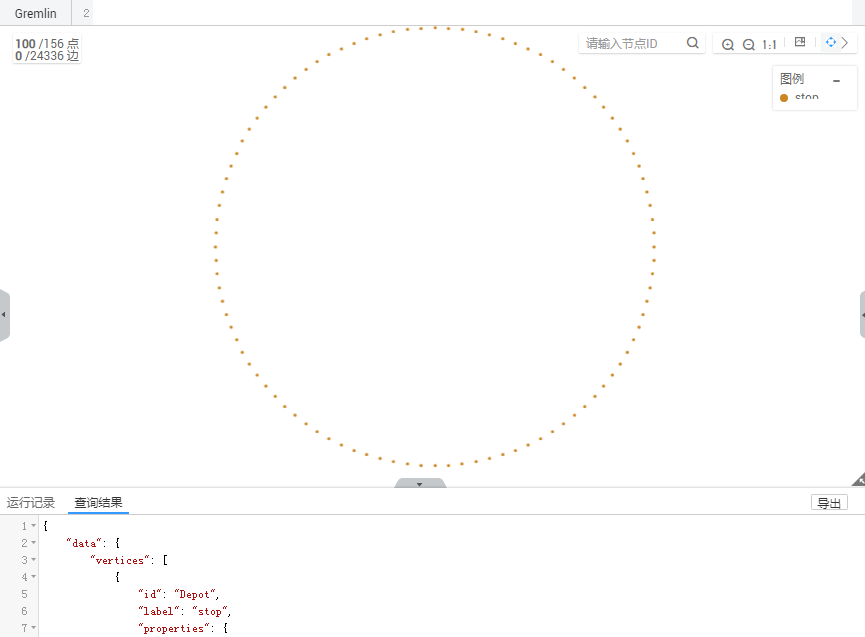 Gremlin 2
100 /156 点
0 /24336 边
请输入节点ID
1:1
图例
stop
运行记录 查询结果 导出
1 {
2 "data": {
3 "vertices": [
4 {
5 "id": "Depot",
6 "label": "stop",
7 "properties": {